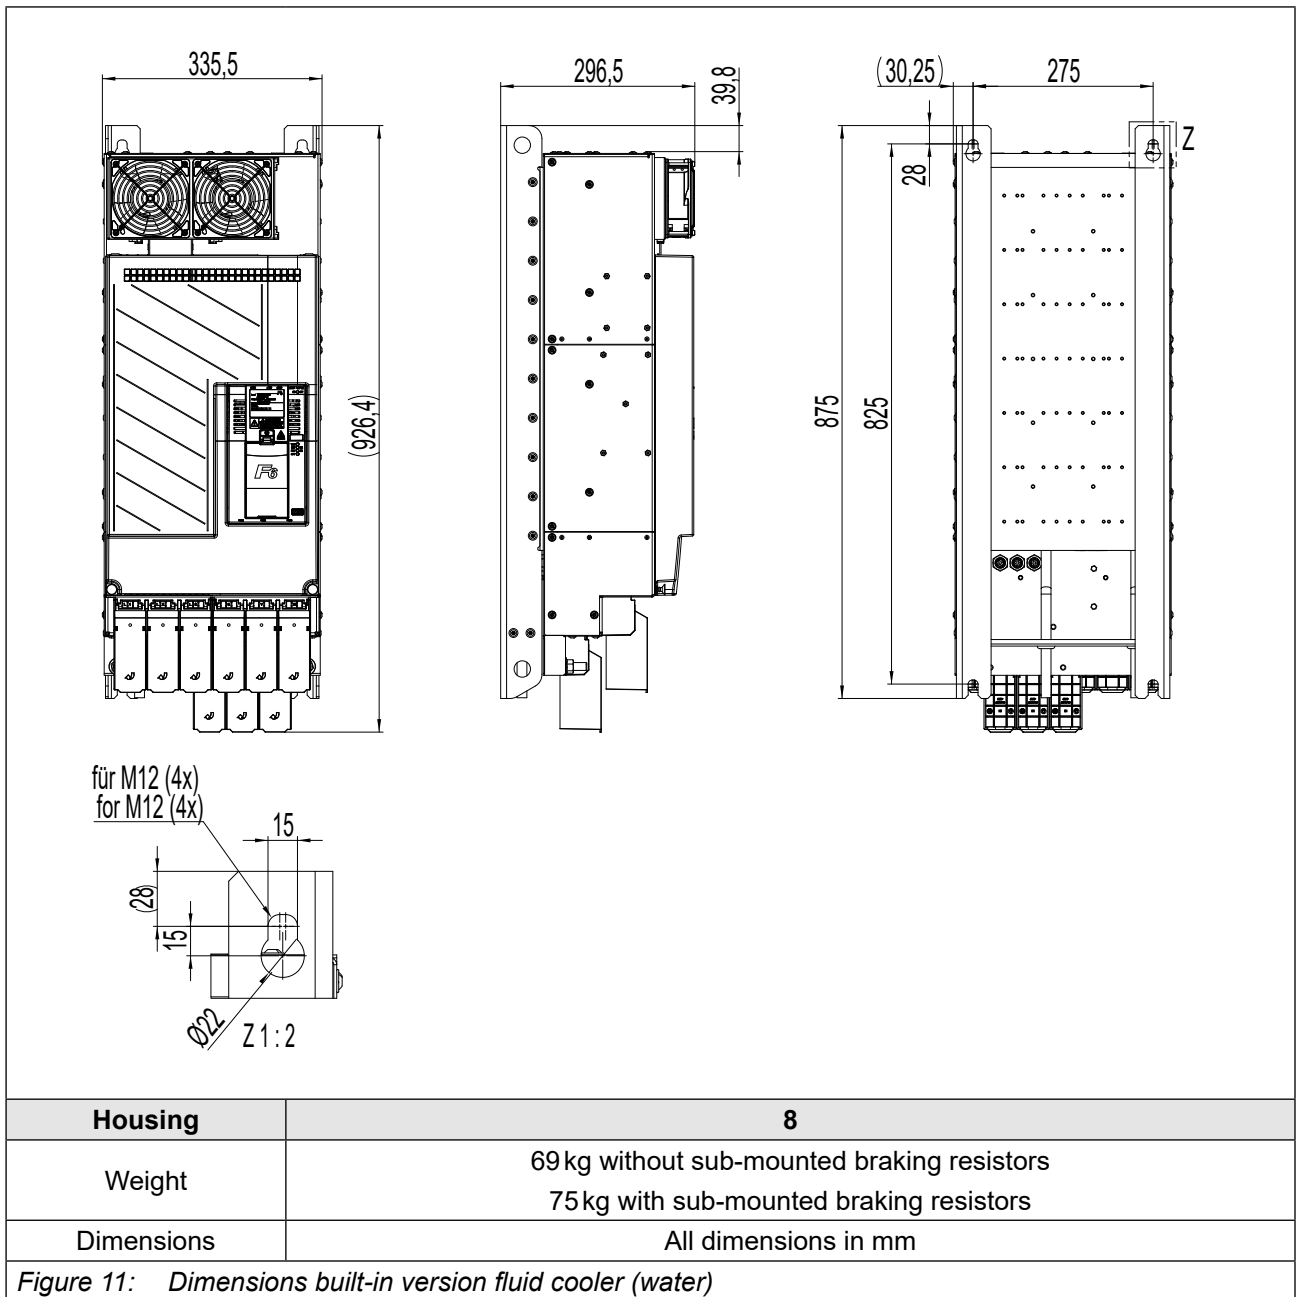 335,5
296,5
39,8
(30,25)
275
Z
28
875
825
(926,4)
F6
für M12 (4x)
for M12 (4x)
15
(28)
15
Ø22
Z 1 : 2
Housing
8
Weight
69 kg without sub-mounted braking resistors
75 kg with sub-mounted braking resistors
Dimensions
All dimensions in mm
Figure 11: Dimensions built-in version fluid cooler (water)